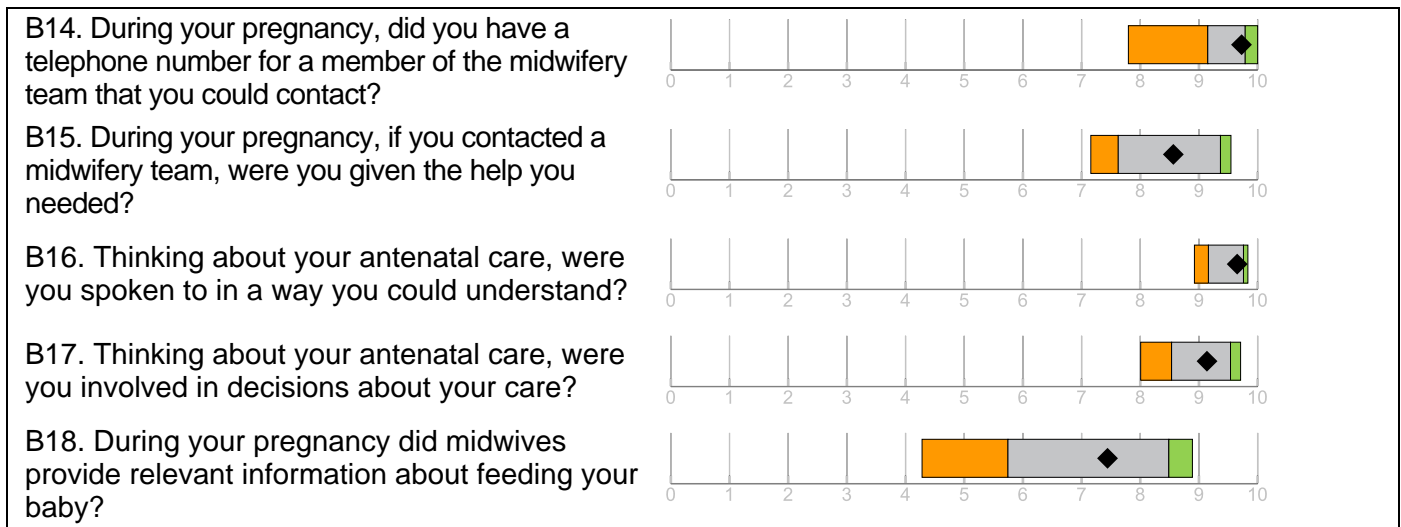 B14. During your pregnancy, did you have a
telephone number for a member of the midwifery
team that you could contact?
0 1 2 3 4 5 6 7 8 9 10
B15. During your pregnancy, if you contacted a
midwifery team, were you given the help you
needed?
0 1 2 3 4 5 6 7 8 9 10
B16. Thinking about your antenatal care, were
you spoken to in a way you could understand?
0 1 2 3 4 5 6 7 8 9 10
B17. Thinking about your antenatal care, were
you involved in decisions about your care?
0 1 2 3 4 5 6 7 8 9 10
B18. During your pregnancy did midwives
provide relevant information about feeding your
baby?
0 1 2 3 4 5 6 7 8 9 10